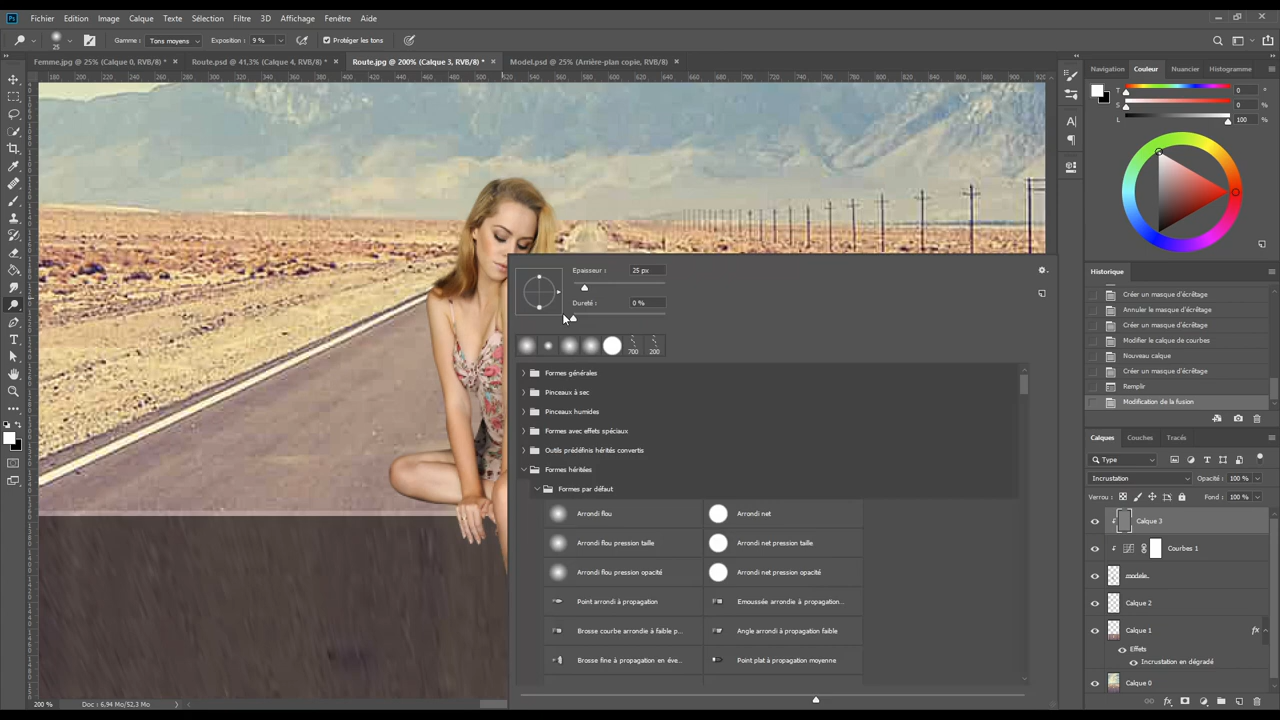 Fichier Edition Image Calque Texte Sélection Filtre 3D Affichage Fenêtre Aide
25 Gamme : Tons moyens Exposition : 9 % Protéger les tons
Femme.jpg @ 25% (Calque 0, RVB/8) * × Route.psd @ 41,3% (Calque 4, RVB/8) * × Route.jpg @ 200% (Calque 3, RVB/8) * × Model.psd @ 25% (Arrière-plan copie, RVB/8) ×
Navigation Couleur Nuancier Histogramme
T 0 °
S 0 %
L 100 %
Epaisseur : 25 px
Dureté : 0 %
700 200
Formes générales
Pinceaux à sec
Pinceaux humides
Formes avec effets spéciaux
Outils prédéfinis hérités convertis
Formes héritées
Formes par défaut
Arrondi flou Arrondi net
Arrondi flou pression taille Arrondi net pression taille
Arrondi flou pression opacité Arrondi net pression opacité
Point arrondi à propagation Emoussée arrondie à propagation...
Brosse courbe arrondie à faible p... Angle arrondi à propagation faible
Brosse fine à propagation en éve... Point plat à propagation moyenne
Historique
Créer un masque d'écrêtage
Annuler le masque d'écrêtage
Créer un masque d'écrêtage
Modifier le calque de courbes
Nouveau calque
Créer un masque d'écrêtage
Remplir
Modification de la fusion
Calques Couches Tracés
Type
Incrustation Opacité : 100 %
Verrou : Fond : 100 %
Calque 3
Courbes 1
modele
Calque 2
Calque 1 fx
Effets
Incrustation en dégradé
Calque 0
200 % Doc : 6,94 Mo/52,3 Mo